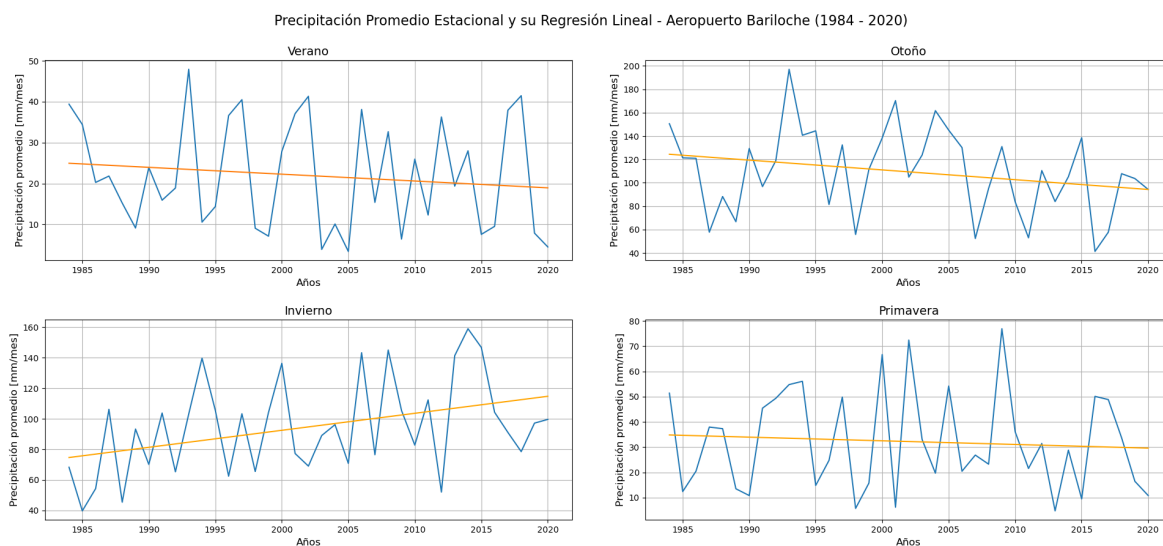 Precipitación Promedio Estacional y su Regresión Lineal - Aeropuerto Bariloche (1984 - 2020)
Verano
Precipitación promedio [mm/mes]
50
40
30
20
10
1985 1990 1995 2000 2005 2010 2015 2020
Años
Otoño
Precipitación promedio [mm/mes]
200
180
160
140
120
100
80
60
40
1985 1990 1995 2000 2005 2010 2015 2020
Años
Invierno
Precipitación promedio [mm/mes]
160
140
120
100
80
60
40
1985 1990 1995 2000 2005 2010 2015 2020
Años
Primavera
Precipitación promedio [mm/mes]
80
70
60
50
40
30
20
10
1985 1990 1995 2000 2005 2010 2015 2020
Años